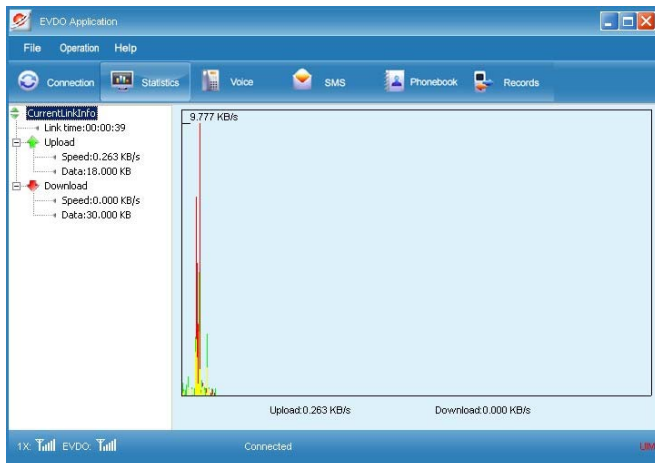 EVDO Application
File Operation Help
Connection Statistics Voice SMS Phonebook Records
CurrentLinkInfo
Link time:00:00:39
Upload
Speed:0.263 KB/s
Data:18.000 KB
Download
Speed:0.000 KB/s
Data:30.000 KB
9.777 KB/s
Upload:0.263 KB/s Download:0.000 KB/s
1X: EVDO: Connected UIM